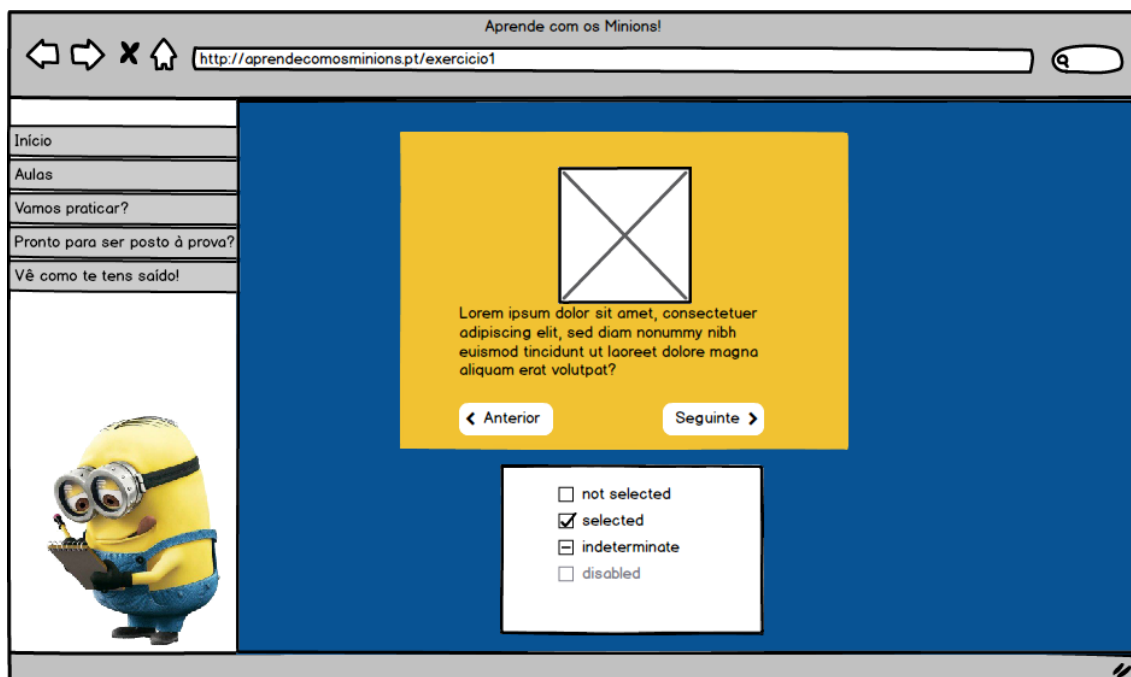 Aprende com os Minions!
http://aprendecomosminions.pt/exercicio1
Início
Aulas
Vamos praticar?
Pronto para ser posto à prova?
Vê como te tens saído!
Lorem ipsum dolor sit amet, consectetuer
adipiscing elit, sed diam nonummy nibh
euismod tincidunt ut laoreet dolore magna
aliquam erat volutpat?
Anterior
Seguinte
not selected
selected
indeterminate
disabled